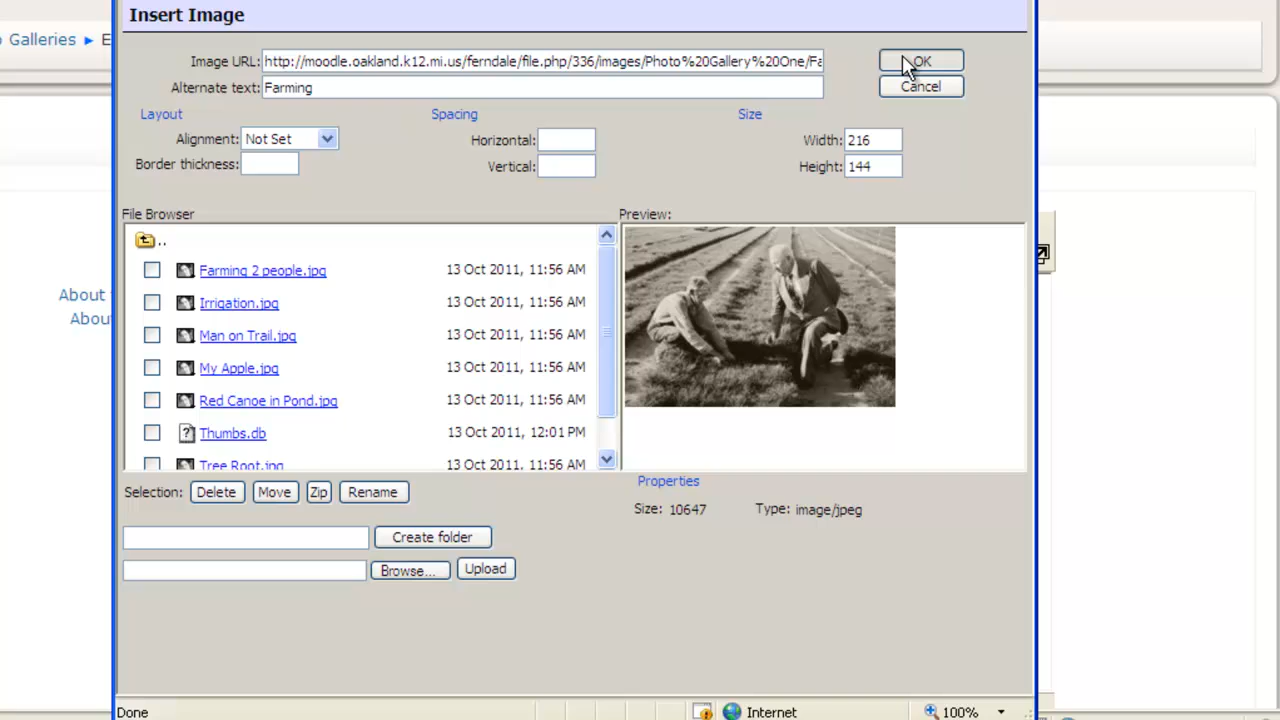 Insert Image
Galleries ► E
Image URL: http://moodle.oakland.k12.mi.us/ferndale/file.php/336/images/Photo%20Gallery%20One/Fa
OK
Alternate text: Farming
Cancel
Layout
Spacing
Size
Alignment: Not Set
Horizontal:
Width: 216
Border thickness:
Vertical:
Height: 144
File Browser
Preview:
..
Farming 2 people.jpg 13 Oct 2011, 11:56 AM
Irrigation.jpg 13 Oct 2011, 11:56 AM
Man on Trail.jpg 13 Oct 2011, 11:56 AM
My Apple.jpg 13 Oct 2011, 11:56 AM
Red Canoe in Pond.jpg 13 Oct 2011, 11:56 AM
Thumbs.db 13 Oct 2011, 12:01 PM
Tree Root.jpg 13 Oct 2011, 11:56 AM
About
Abou
Selection: Delete Move Zip Rename
Properties
Size: 10647 Type: image/jpeg
Create folder
Browse... Upload
Done
Internet
100%